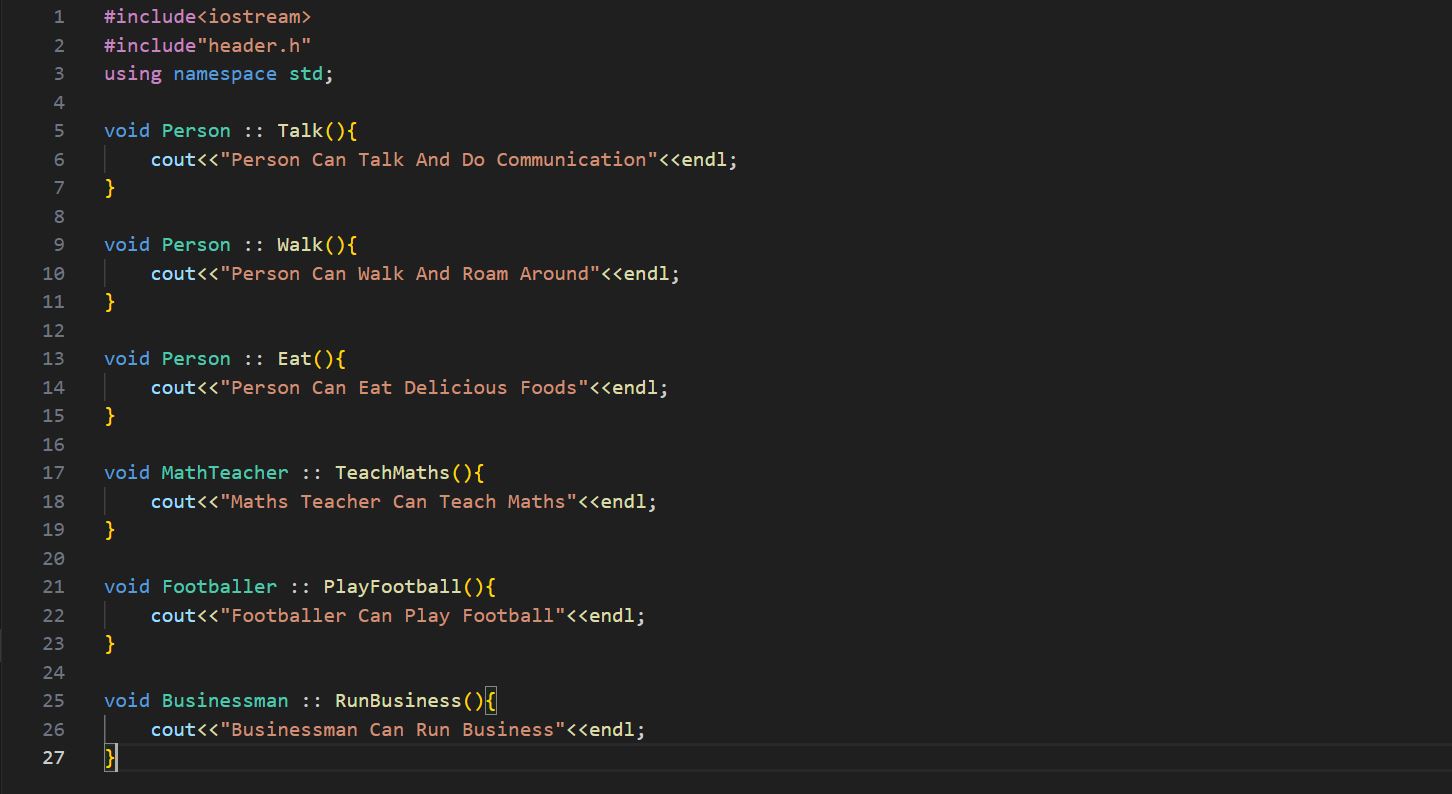 1 #include<iostream>
2 #include"header.h"
3 using namespace std;
4
5 void Person :: Talk(){
6     cout<<"Person Can Talk And Do Communication"<<endl;
7 }
8
9 void Person :: Walk(){
10     cout<<"Person Can Walk And Roam Around"<<endl;
11 }
12
13 void Person :: Eat(){
14     cout<<"Person Can Eat Delicious Foods"<<endl;
15 }
16
17 void MathTeacher :: TeachMaths(){
18     cout<<"Maths Teacher Can Teach Maths"<<endl;
19 }
20
21 void Footballer :: PlayFootball(){
22     cout<<"Footballer Can Play Football"<<endl;
23 }
24
25 void Businessman :: RunBusiness(){
26     cout<<"Businessman Can Run Business"<<endl;
27 }